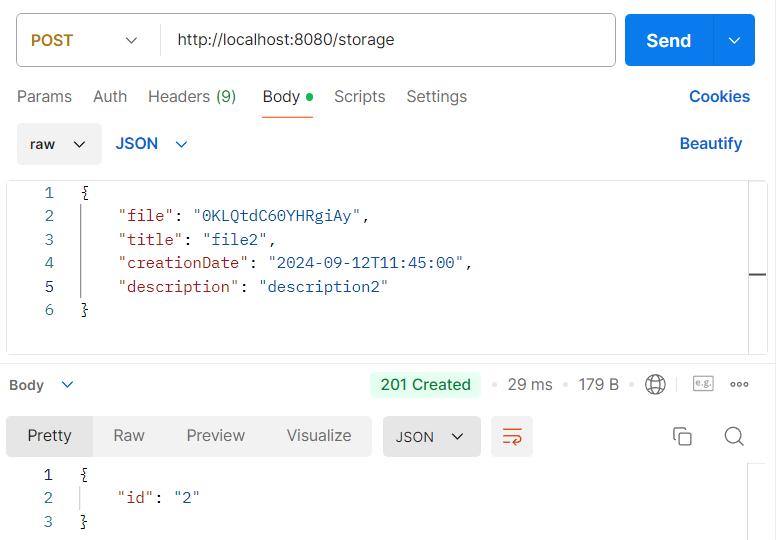 POST http://localhost:8080/storage Send
Params Auth Headers (9) Body Scripts Settings Cookies
raw JSON Beautify
1 {
2 "file": "0KLQtdC60YHRgiAy",
3 "title": "file2",
4 "creationDate": "2024-09-12T11:45:00",
5 "description": "description2"
6 }
Body 201 Created 29 ms 179 B e.g.
Pretty Raw Preview Visualize JSON
1 {
2 "id": "2"
3 }